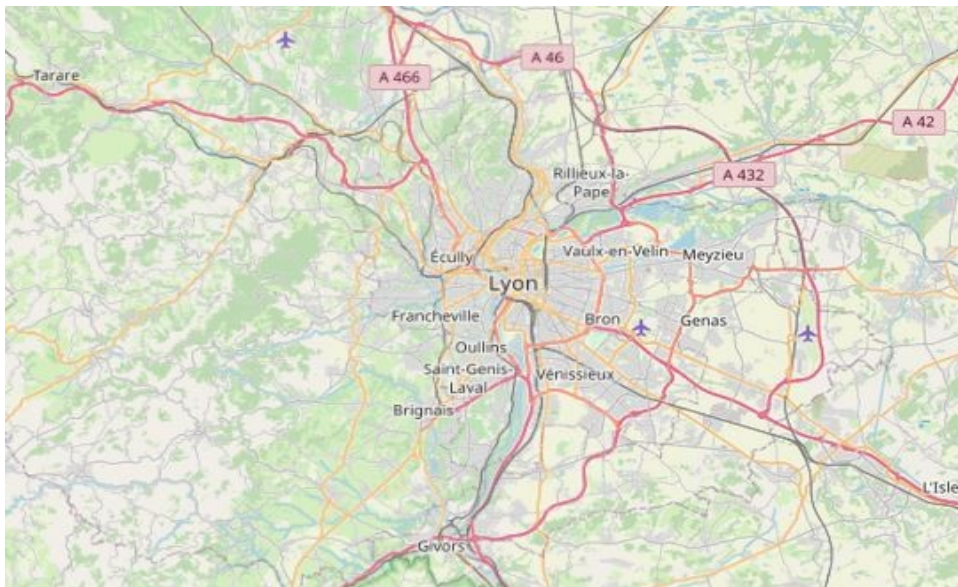 A 46
Tarare
A 466
A 42
A 432
Rillieux-la-
Pape
Écully
Vaulx-en-Velin
Meyzieu
Lyon
Francheville
Bron
Genas
Oullins
Saint-Genis-
Laval
Vénissieux
Brignais
L'Isle
Givors